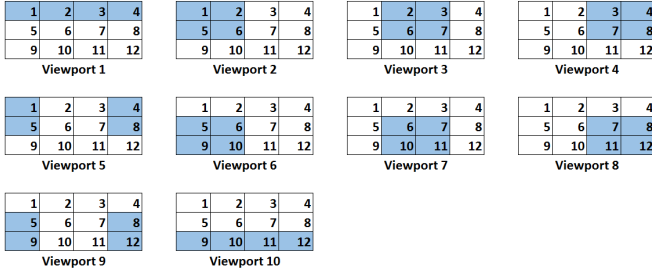 1 2 3 4 1 2 3 4 1 2 3 4 1 2 3 4
5 6 7 8 5 6 7 8 5 6 7 8 5 6 7 8
9 10 11 12 9 10 11 12 9 10 11 12 9 10 11 12
Viewport 1 Viewport 2 Viewport 3 Viewport 4
1 2 3 4 1 2 3 4 1 2 3 4 1 2 3 4
5 6 7 8 5 6 7 8 5 6 7 8 5 6 7 8
9 10 11 12 9 10 11 12 9 10 11 12 9 10 11 12
Viewport 5 Viewport 6 Viewport 7 Viewport 8
1 2 3 4 1 2 3 4
5 6 7 8 5 6 7 8
9 10 11 12 9 10 11 12
Viewport 9 Viewport 10